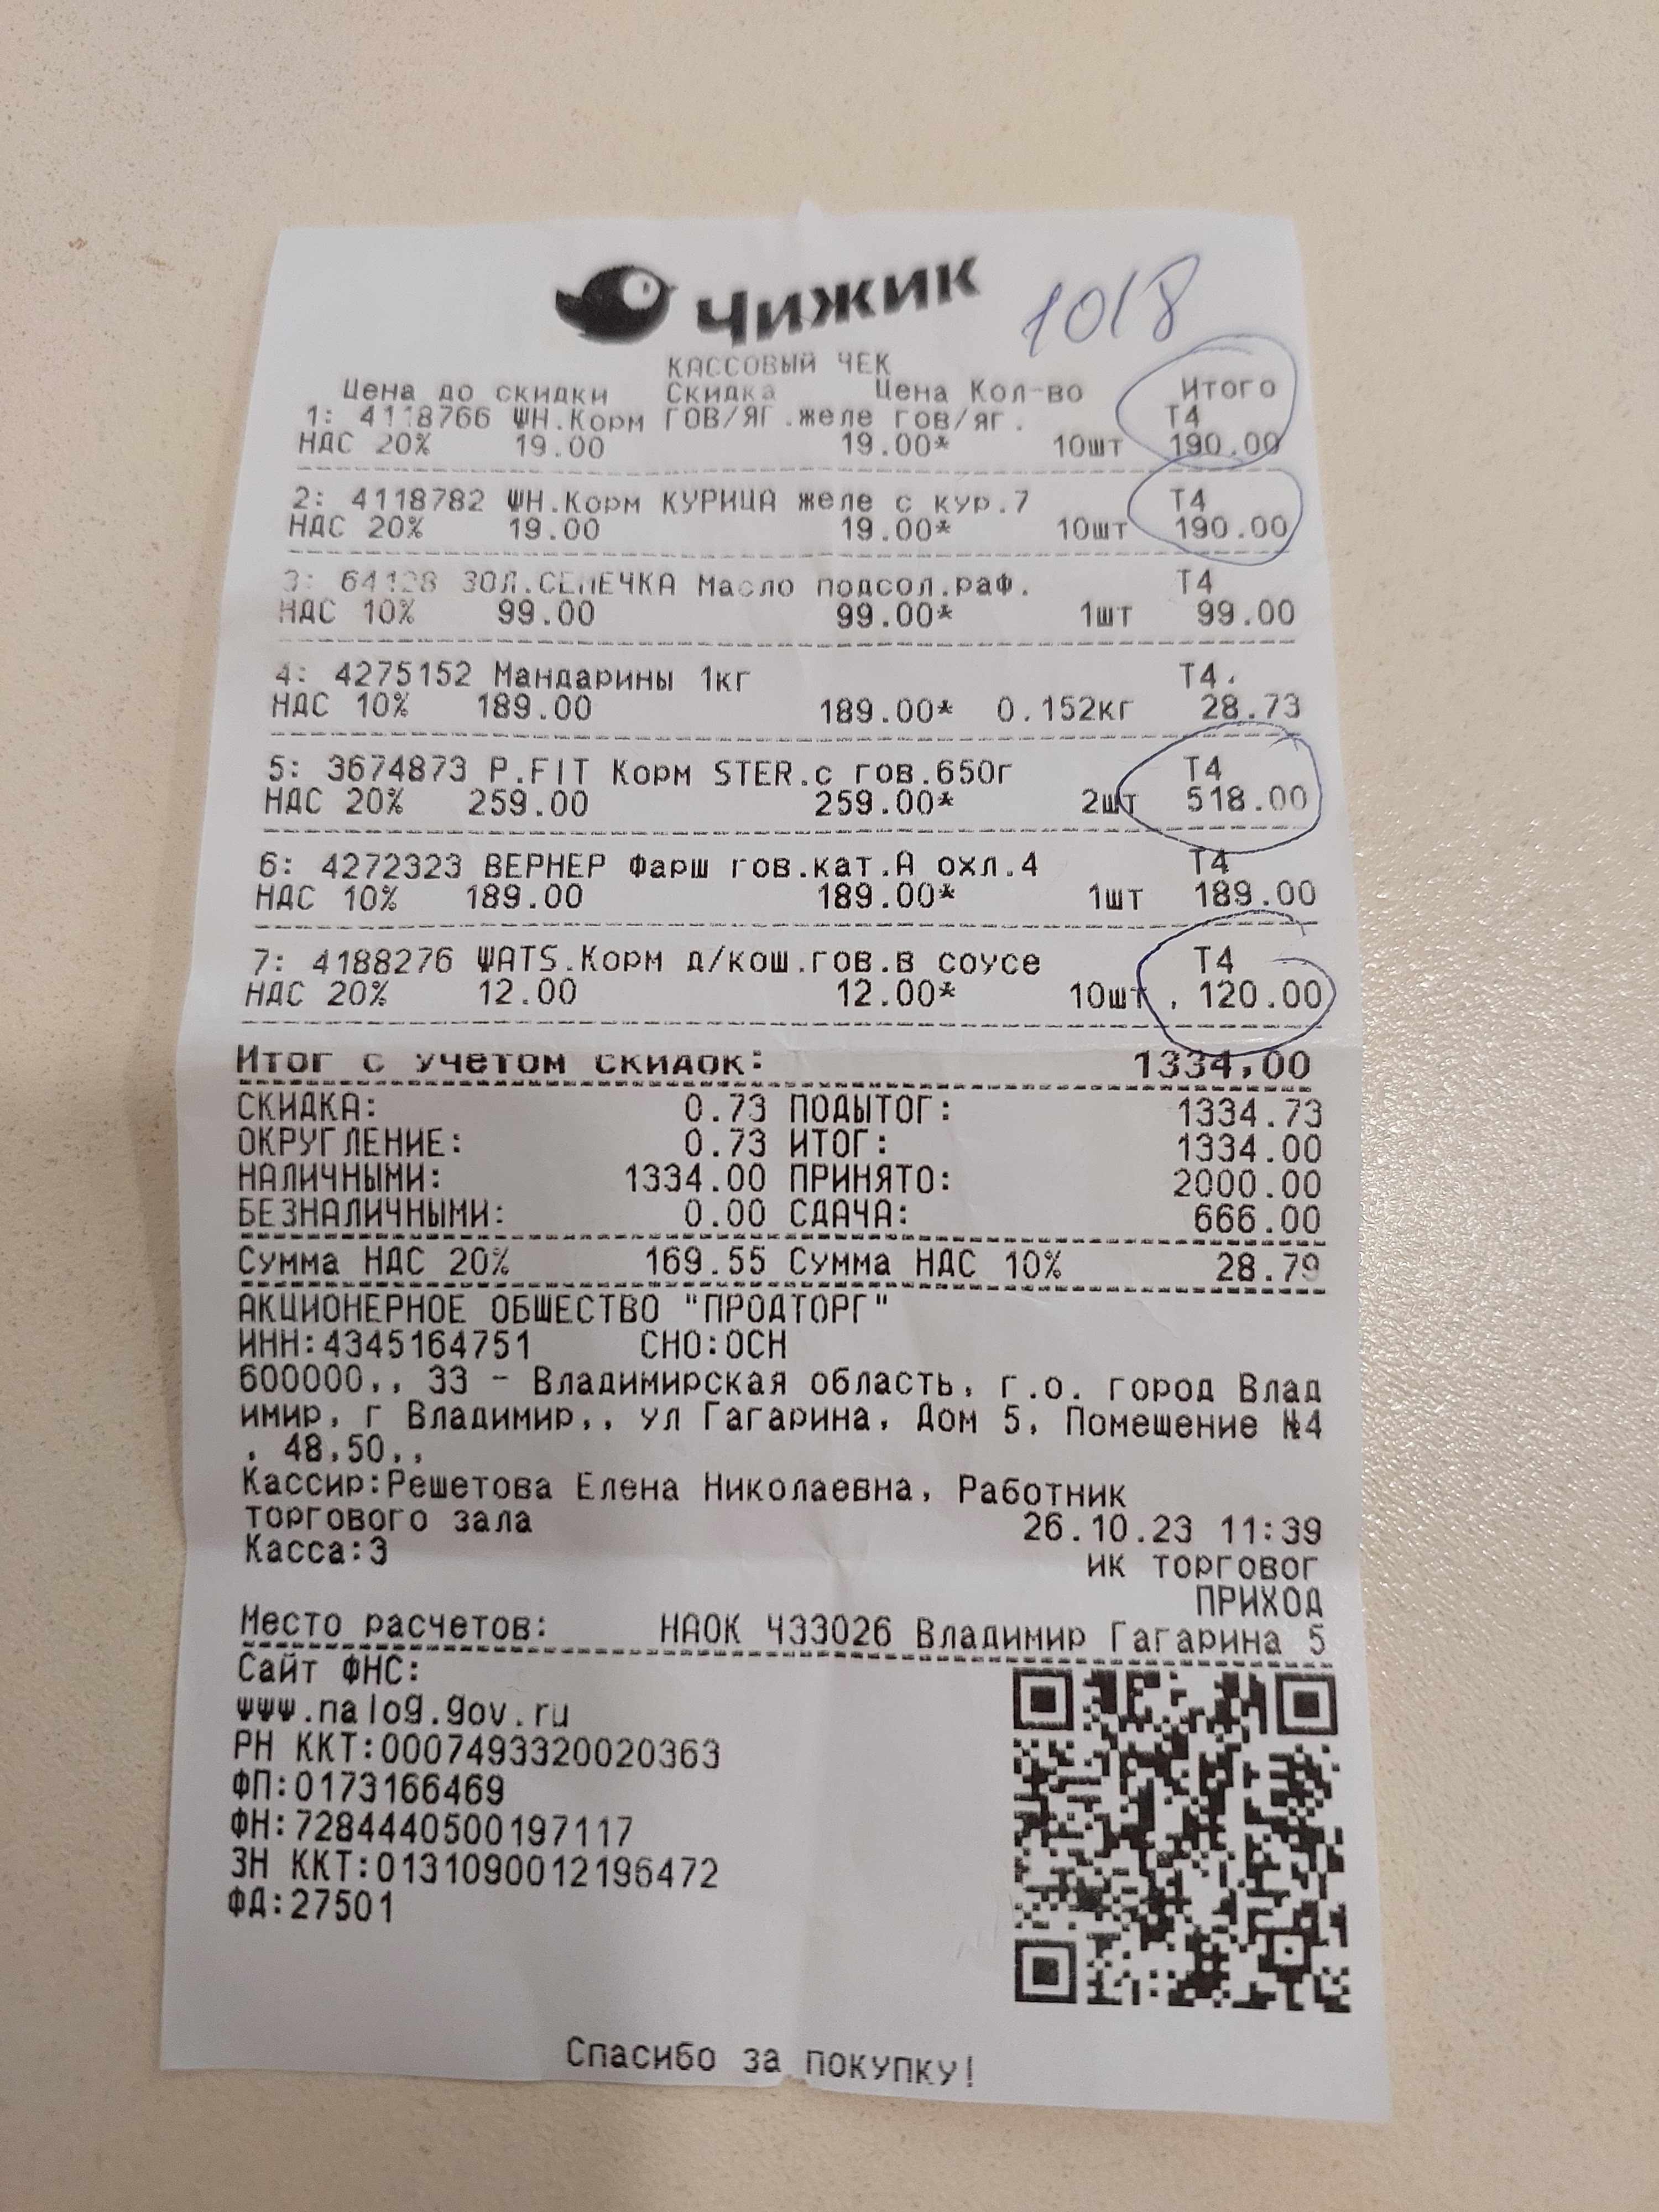 чижик
1018
КАССОВЫЙ ЧЕК
Цена до скидки Скидка Цена Кол-во Итого
1: 4118766 ШН.Корм ГОВ/ЯГ.желе гов/яг. Т4
НДС 20% 19.00 19.00* 10шт 190.00
2: 4118782 ШН.Корм КУРИЦА желе с кур.7 Т4
НДС 20% 19.00 19.00* 10шт 190.00
3: 64128 ЗОЛ.СЕМЕЧКА Масло подсол.раф. Т4
НДС 10% 99.00 99.00* 1шт 99.00
4: 4275152 Мандарины 1кг Т4
НДС 10% 189.00 189.00* 0.152кг 28.73
5: 3674873 P.FIT Корм STER.с гов.650г Т4
НДС 20% 259.00 259.00* 2шт 518.00
6: 4272323 ВЕРНЕР Фарш гов.кат.А охл.4 Т4
НДС 10% 189.00 189.00* 1шт 189.00
7: 4188276 WATS.Корм д/кош.гов.в соусе Т4
НДС 20% 12.00 12.00* 10шт 120.00
Итог с учетом скидок: 1334,00
СКИДКА: 0.73 ПОДЫТОГ: 1334.73
ОКРУГЛЕНИЕ: 0.73 ИТОГ: 1334.00
НАЛИЧНЫМИ: 1334.00 ПРИНЯТО: 2000.00
БЕЗНАЛИЧНЫМИ: 0.00 СДАЧА: 666.00
Сумма НДС 20% 169.55 Сумма НДС 10% 28.79
АКЦИОНЕРНОЕ ОБЩЕСТВО "ПРОДТОРГ"
ИНН:4345164751 СНО:ОСН
600000,, 33 - Владимирская область, г.о. город Влад
имир, г Владимир,, ул Гагарина, Дом 5, Помещение №4
, 48,50,,
Кассир:Решетова Елена Николаевна, Работник
торгового зала 26.10.23 11:39
Касса:3 ик торговог
ПРИХОД
Место расчетов: НАОК Ч33026 Владимир Гагарина 5
Сайт ФНС:
www.nalog.gov.ru
РН ККТ:0007493320020363
ФП:0173166469
ФН:7284440500197117
ЗН ККТ:0131090012196472
ФД:27501
Спасибо за покупку!